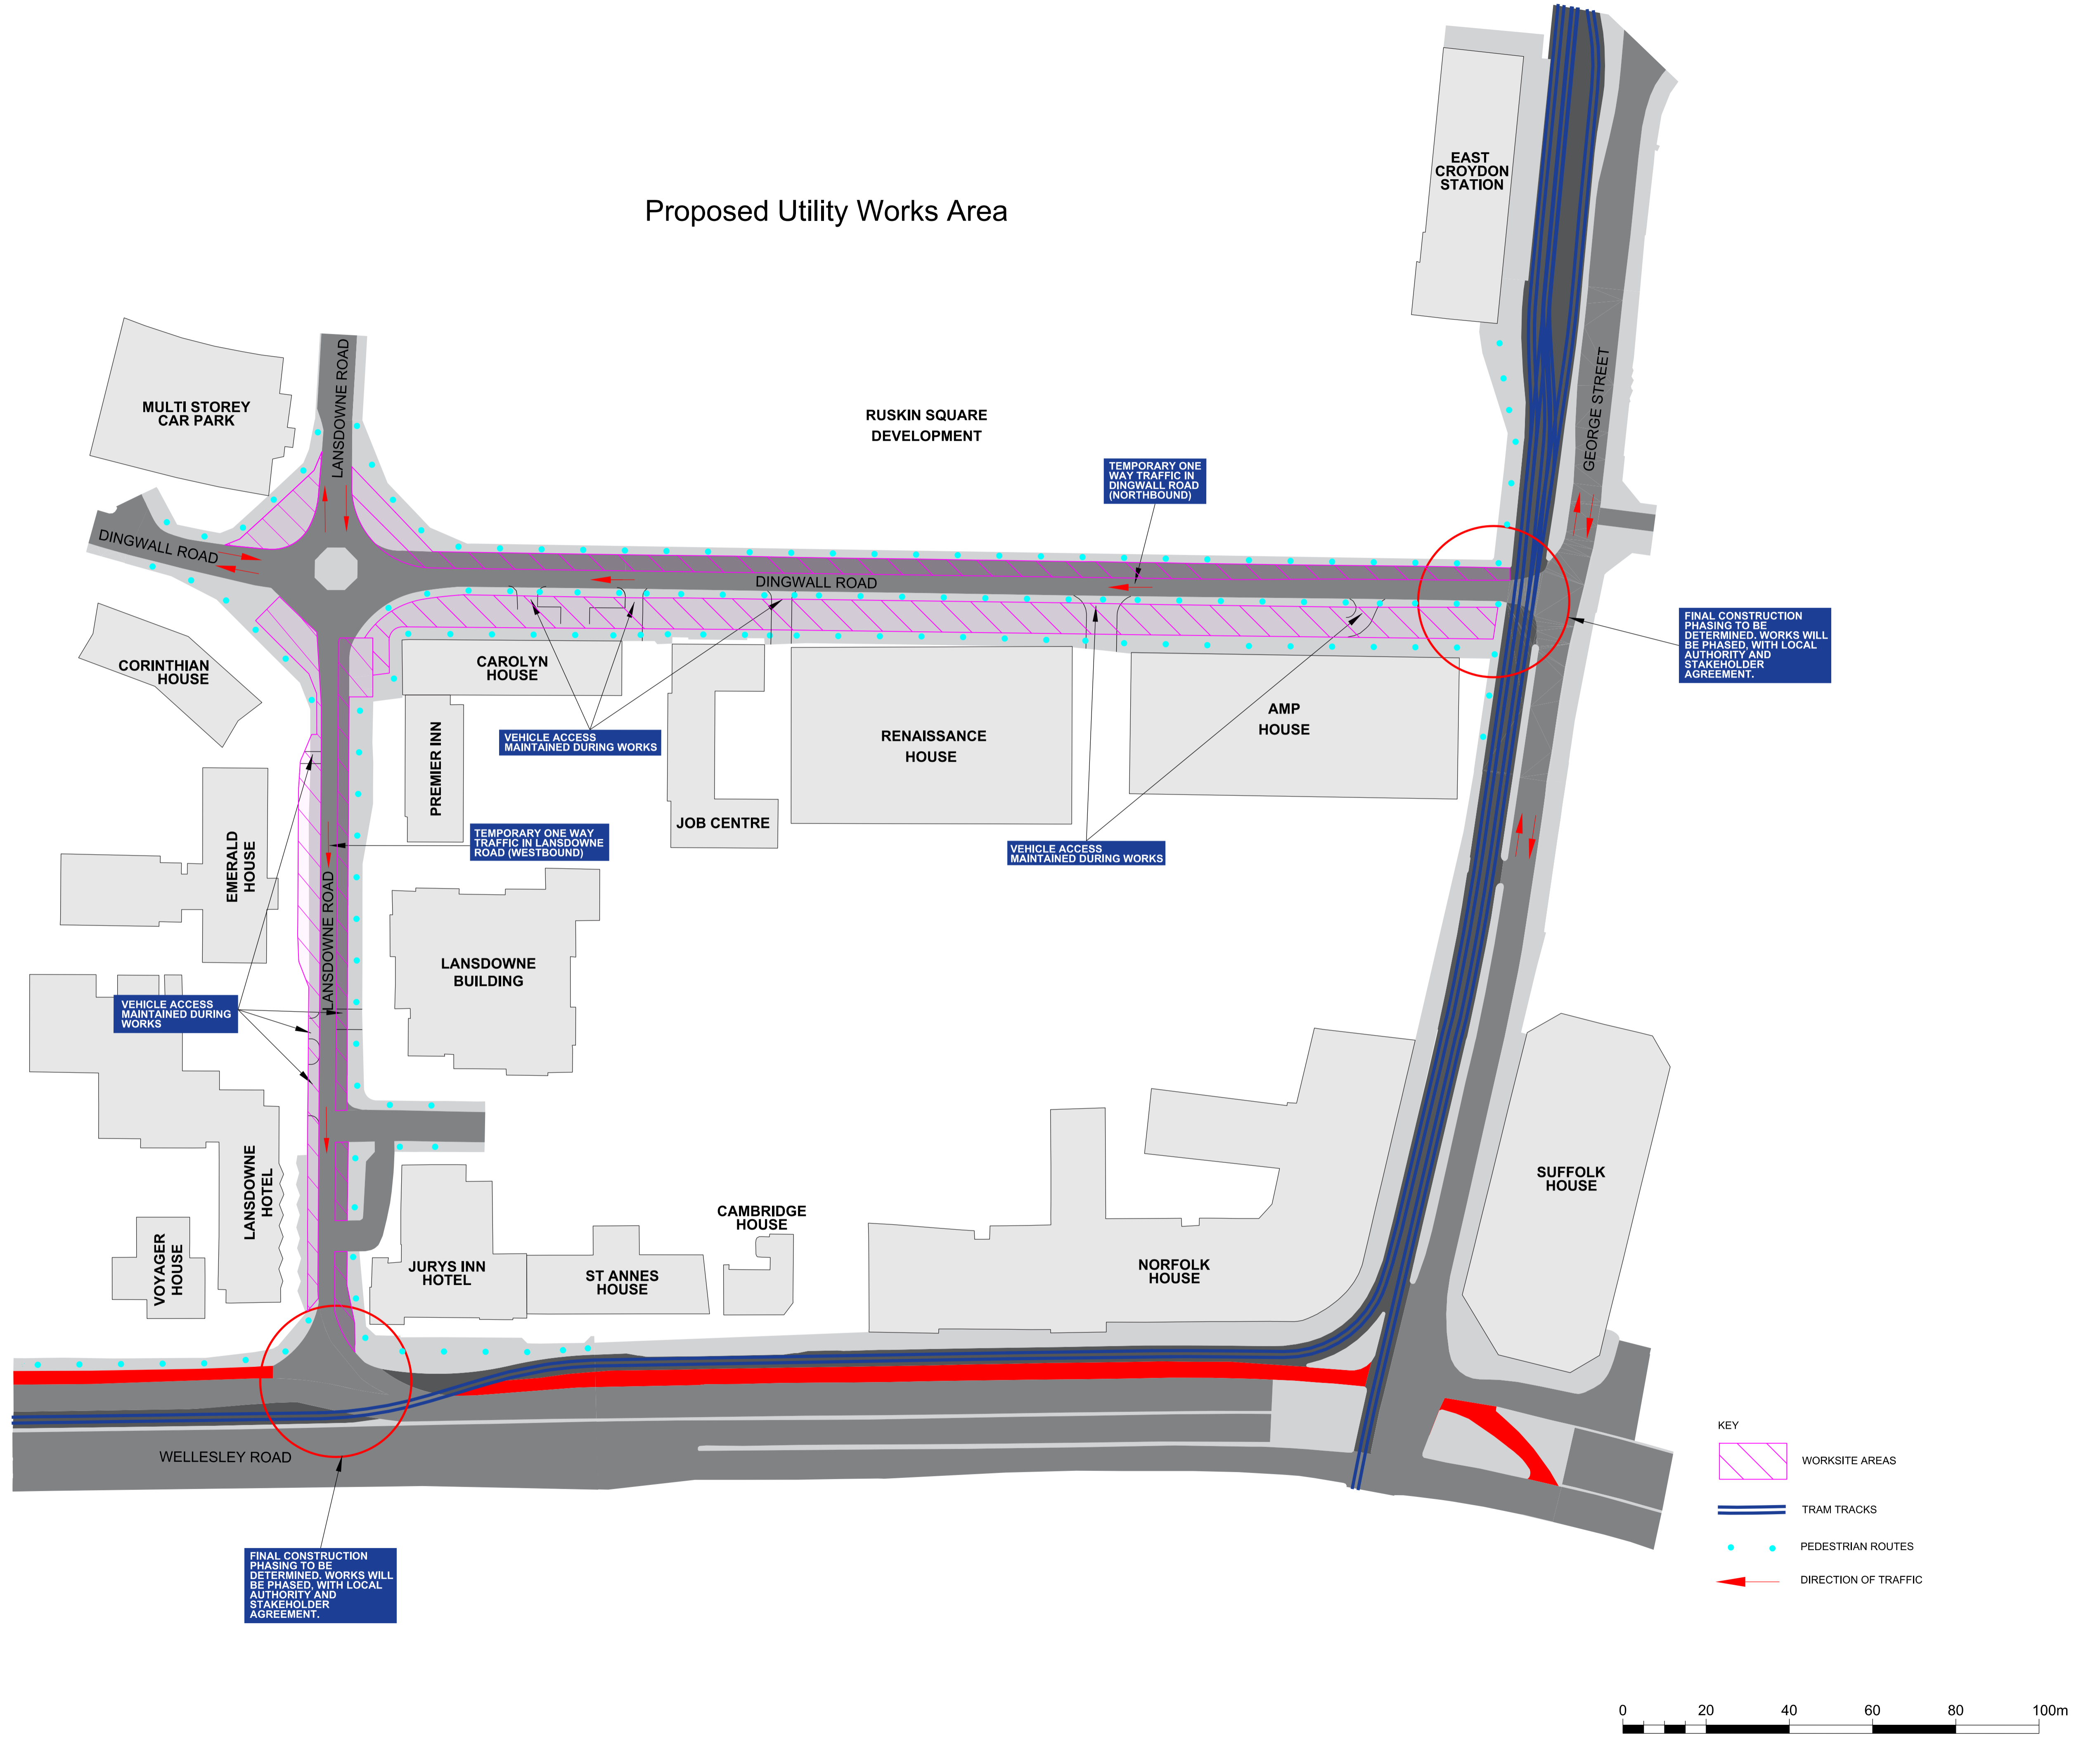 Proposed Utility Works Area
EAST
CROYDON
STATION
MULTI STOREY
CAR PARK
LANSDOWNE ROAD
RUSKIN SQUARE
DEVELOPMENT
GEORGE STREET
TEMPORARY ONE
WAY TRAFFIC IN
DINGWALL ROAD
(NORTHBOUND)
DINGWALL ROAD
DINGWALL ROAD
FINAL CONSTRUCTION
PHASING TO BE
DETERMINED. WORKS WILL
BE PHASED, WITH LOCAL
AUTHORITY AND
STAKEHOLDER
AGREEMENT.
CORINTHIAN
HOUSE
CAROLYN
HOUSE
PREMIER INN
VEHICLE ACCESS
MAINTAINED DURING WORKS
RENAISSANCE
HOUSE
AMP
HOUSE
JOB CENTRE
TEMPORARY ONE WAY
TRAFFIC IN LANSDOWNE
ROAD (WESTBOUND)
VEHICLE ACCESS
MAINTAINED DURING WORKS
EMERALD
HOUSE
LANSDOWNE ROAD
LANSDOWNE
BUILDING
VEHICLE ACCESS
MAINTAINED DURING
WORKS
LANSDOWNE
HOTEL
VOYAGER
HOUSE
JURYS INN
HOTEL
ST ANNES
HOUSE
CAMBRIDGE
HOUSE
NORFOLK
HOUSE
SUFFOLK
HOUSE
WELLESLEY ROAD
FINAL CONSTRUCTION
PHASING TO BE
DETERMINED. WORKS WILL
BE PHASED, WITH LOCAL
AUTHORITY AND
STAKEHOLDER
AGREEMENT.
KEY
WORKSITE AREAS
TRAM TRACKS
PEDESTRIAN ROUTES
DIRECTION OF TRAFFIC
0 20 40 60 80 100m